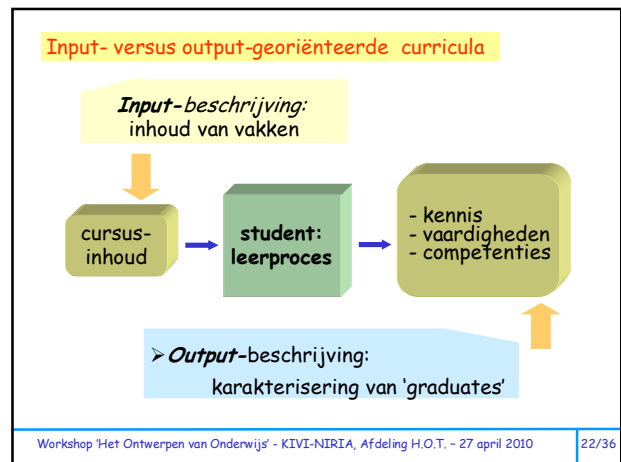 Input- versus output-georiënteerde curricula
Input-beschrijving:
inhoud van vakken
cursus-
inhoud
student:
leerproces
- kennis
- vaardigheden
- competenties
➢ Output-beschrijving:
karakterisering van ‘graduates’
Workshop ‘Het Ontwerpen van Onderwijs’ - KIVI-NIRIA, Afdeling H.O.T. – 27 april 2010
22/36